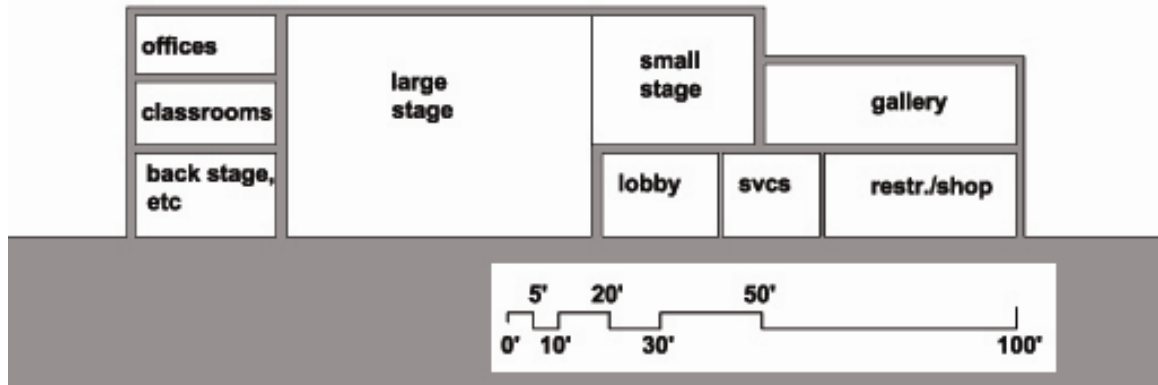 offices
large
stage
small
stage
classrooms
gallery
back stage,
etc
lobby
svcs
restr./shop
5'
20'
50'
0'
10'
30'
100'